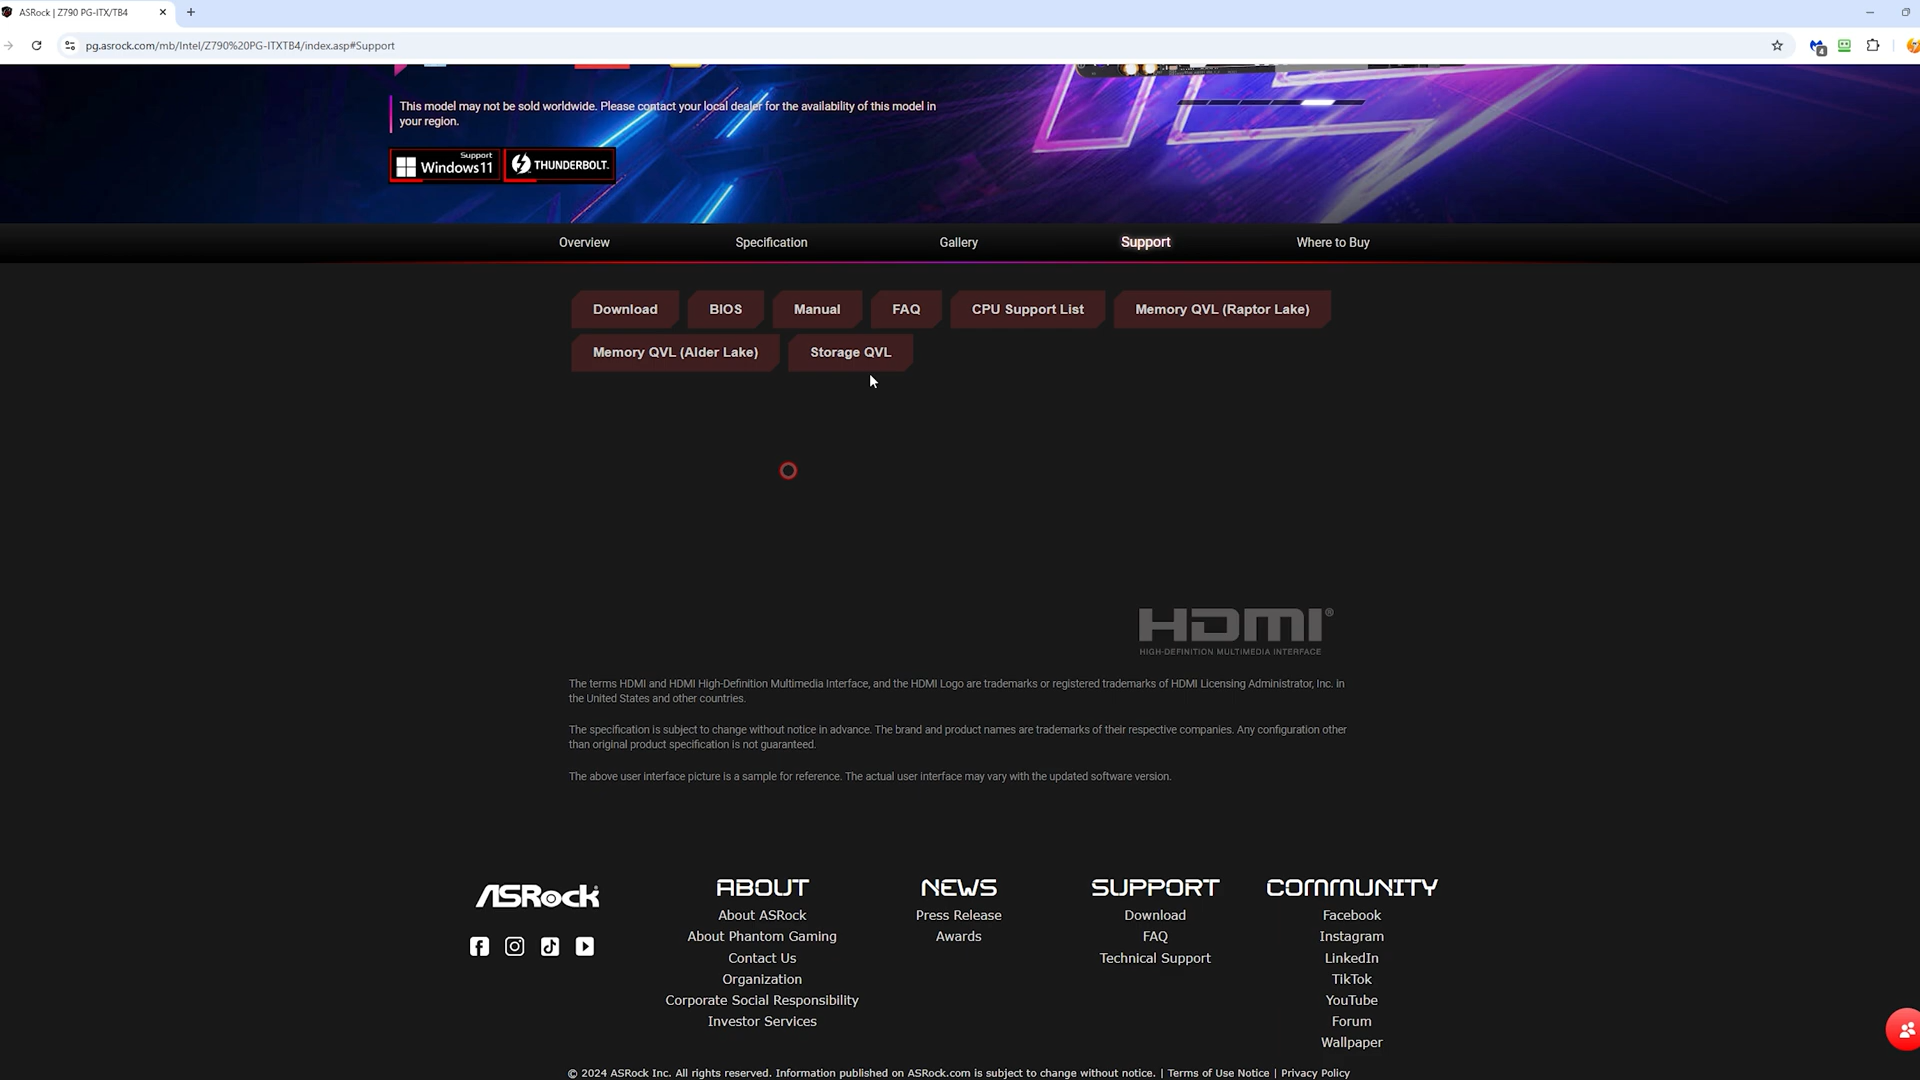 ASRock | Z790 PG-ITX/TB4
pg.asrock.com/mb/Intel/Z790%20PG-ITXTB4/index.asp#Support
4
This model may not be sold worldwide. Please contact your local dealer for the availability of this model in
your region.
Support
Windows 11
THUNDERBOLT.
Overview
Specification
Gallery
Support
Where to Buy
Download
BIOS
Manual
FAQ
CPU Support List
Memory QVL (Raptor Lake)
Memory QVL (Alder Lake)
Storage QVL
HDMI®
HIGH-DEFINITION MULTIMEDIA INTERFACE
The terms HDMI and HDMI High-Definition Multimedia Interface, and the HDMI Logo are trademarks or registered trademarks of HDMI Licensing Administrator, Inc. in
the United States and other countries.
The specification is subject to change without notice in advance. The brand and product names are trademarks of their respective companies. Any configuration other
than original product specification is not guaranteed.
The above user interface picture is a sample for reference. The actual user interface may vary with the updated software version.
ASRock
ABOUT
About ASRock
About Phantom Gaming
Contact Us
Organization
Corporate Social Responsibility
Investor Services
NEWS
Press Release
Awards
SUPPORT
Download
FAQ
Technical Support
COMMUNITY
Facebook
Instagram
LinkedIn
TikTok
YouTube
Forum
Wallpaper
© 2024 ASRock Inc. All rights reserved. Information published on ASRock.com is subject to change without notice. | Terms of Use Notice | Privacy Policy